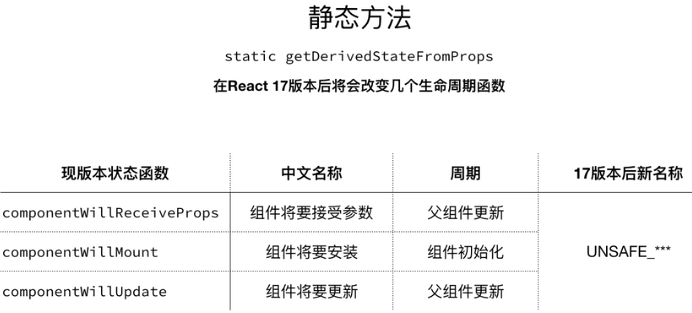 静态方法
static getDerivedStateFromProps
在React 17版本后将会改变几个生命周期函数
现版本状态函数 中文名称 周期 17版本后新名称
componentWillReceiveProps 组件将要接受参数 父组件更新
componentWillMount 组件将要安装 组件初始化 UNSAFE_***
componentWillUpdate 组件将要更新 父组件更新